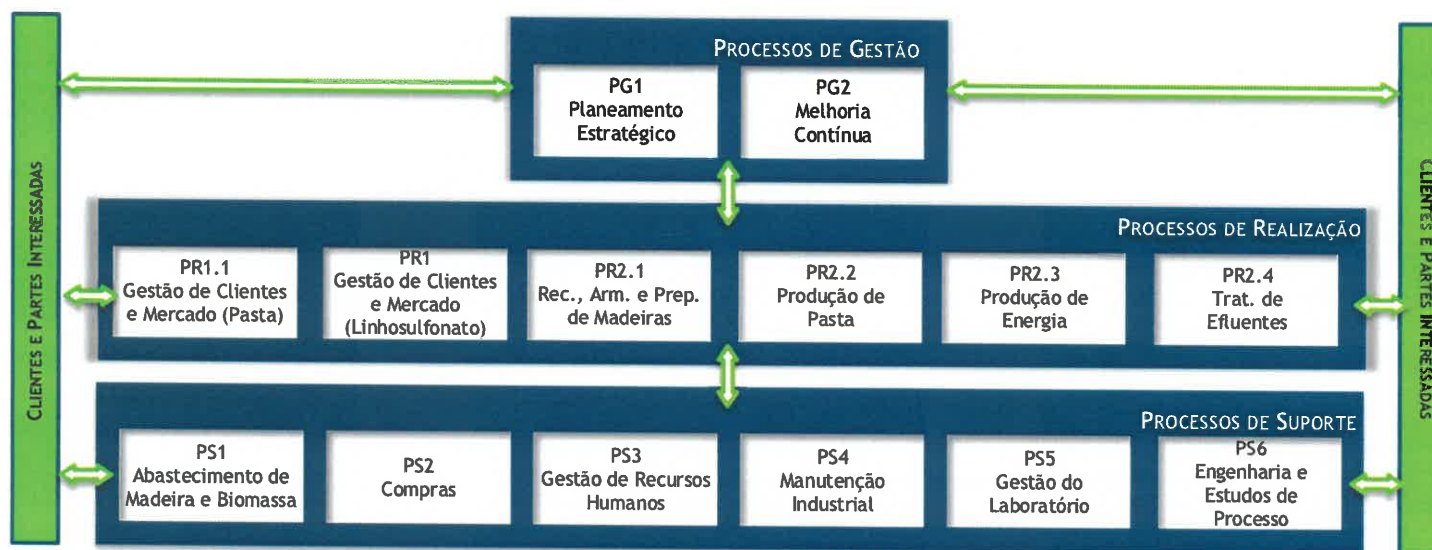 CLIENTES E PARTES INTERESSADAS
PROCESSOS DE GESTÃO
PG1
Planeamento
Estratégico
PG2
Melhoria
Contínua
PROCESSOS DE REALIZAÇÃO
PR1.1
Gestão de Clientes
e Mercado (Pasta)
PR1
Gestão de Clientes
e Mercado
(Linhosulfonato)
PR2.1
Rec., Arm. e Prep.
de Madeiras
PR2.2
Produção de
Pasta
PR2.3
Produção de
Energia
PR2.4
Trat. de
Efluentes
PROCESSOS DE SUPORTE
PS1
Abastecimento de
Madeira e Biomassa
PS2
Compras
PS3
Gestão de Recursos
Humanos
PS4
Manutenção
Industrial
PS5
Gestão do
Laboratório
PS6
Engenharia e
Estudos de
Processo
CLIENTES E PARTES INTERESSADAS